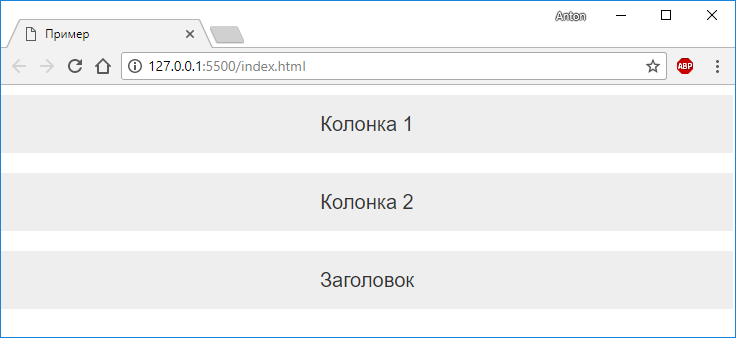 Anton
Пример
127.0.0.1:5500/index.html
ABP
Колонка 1
Колонка 2
Заголовок